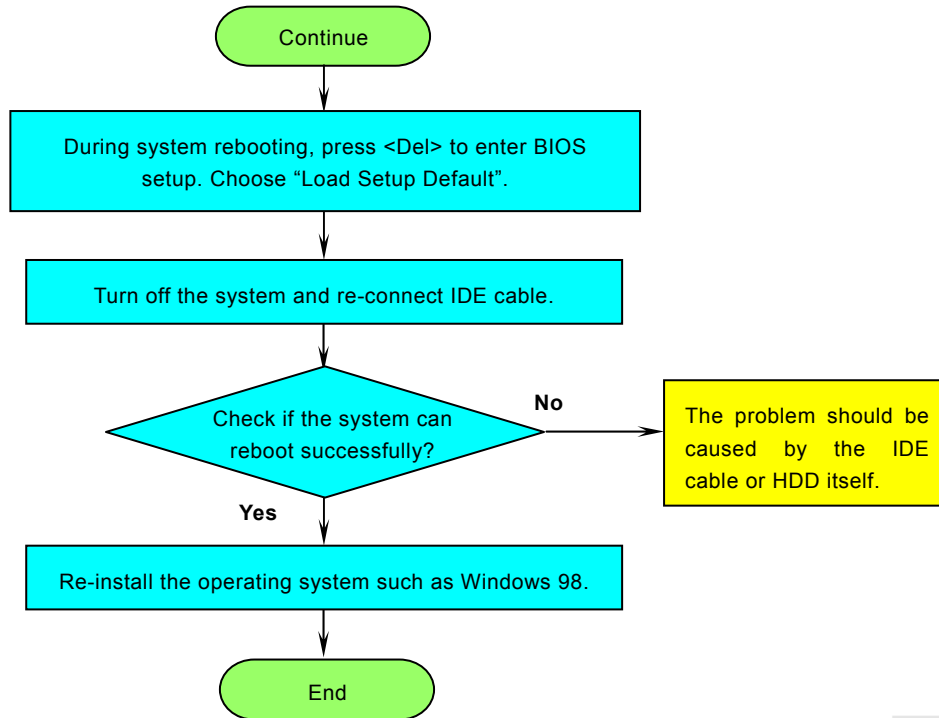 Continue
During system rebooting, press <Del> to enter BIOS
setup. Choose “Load Setup Default”.
Turn off the system and re-connect IDE cable.
Check if the system can
reboot successfully?
No
The problem should be
caused by the IDE
cable or HDD itself.
Yes
Re-install the operating system such as Windows 98.
End